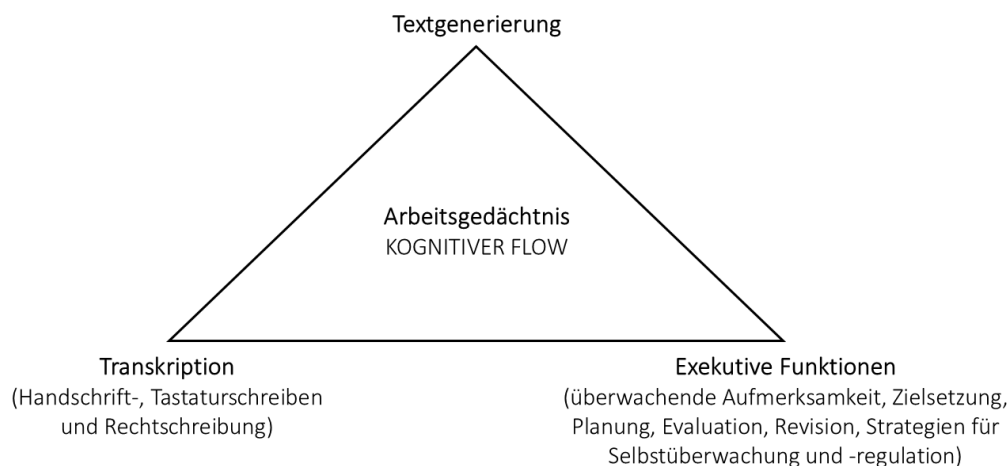 Textgenerierung
Arbeitsgedächtnis
KOGNITIVER FLOW
Transkription
(Handschrift-, Tastaturschreiben
und Rechtschreibung)
Exekutive Funktionen
(überwachende Aufmerksamkeit, Zielsetzung,
Planung, Evaluation, Revision, Strategien für
Selbstüberwachung und -regulation)